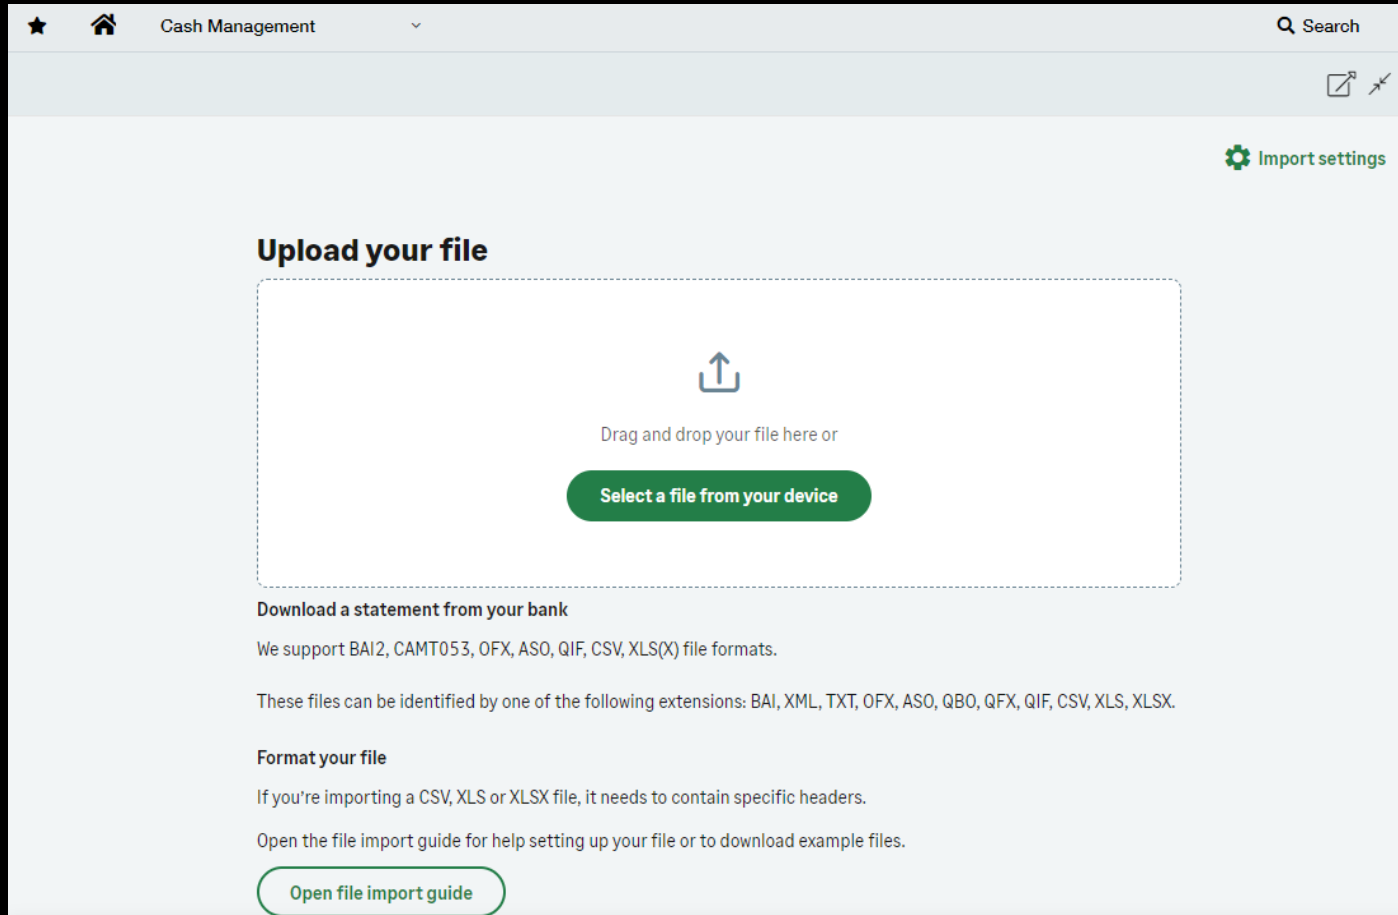 Cash Management
Search
Import settings
Upload your file
Drag and drop your file here or
Select a file from your device
Download a statement from your bank
We support BAI2, CAMT053, OFX, ASO, QIF, CSV, XLS(X) file formats.
These files can be identified by one of the following extensions: BAI, XML, TXT, OFX, ASO, QBO, QFX, QIF, CSV, XLS, XLSX.
Format your file
If you're importing a CSV, XLS or XLSX file, it needs to contain specific headers.
Open the file import guide for help setting up your file or to download example files.
Open file import guide